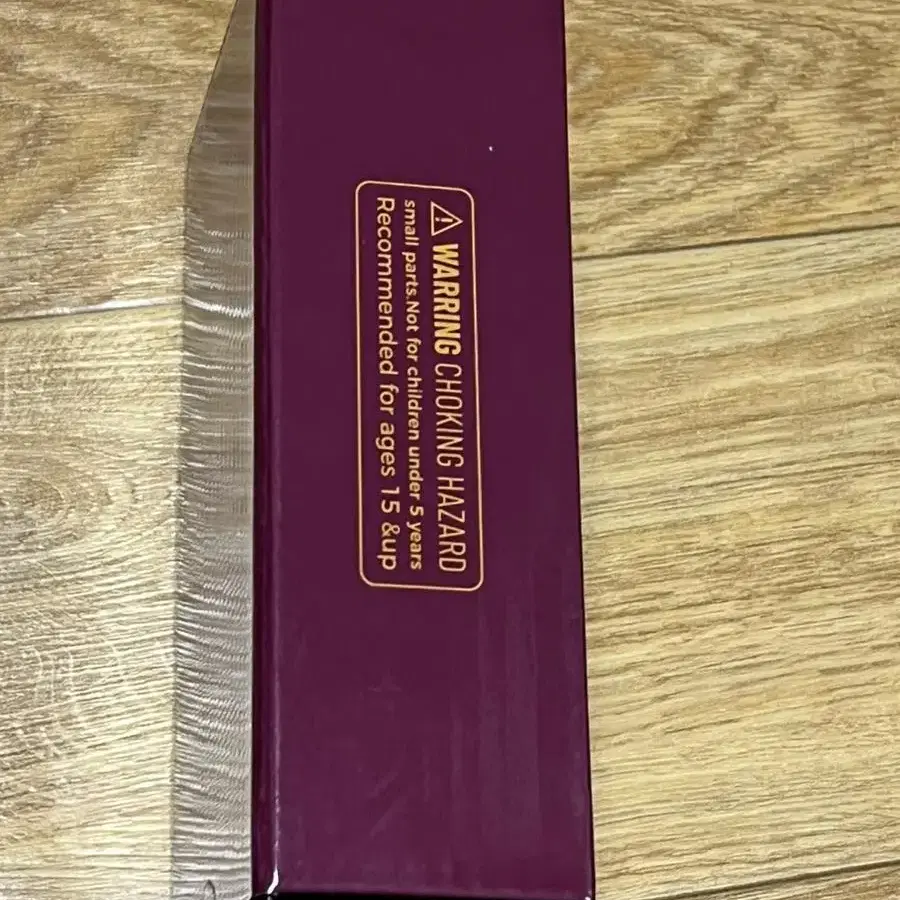 ⚠ WARRING CHOKING HAZARD
small parts.Not for children under 5 years
Recommended for ages 15 &up